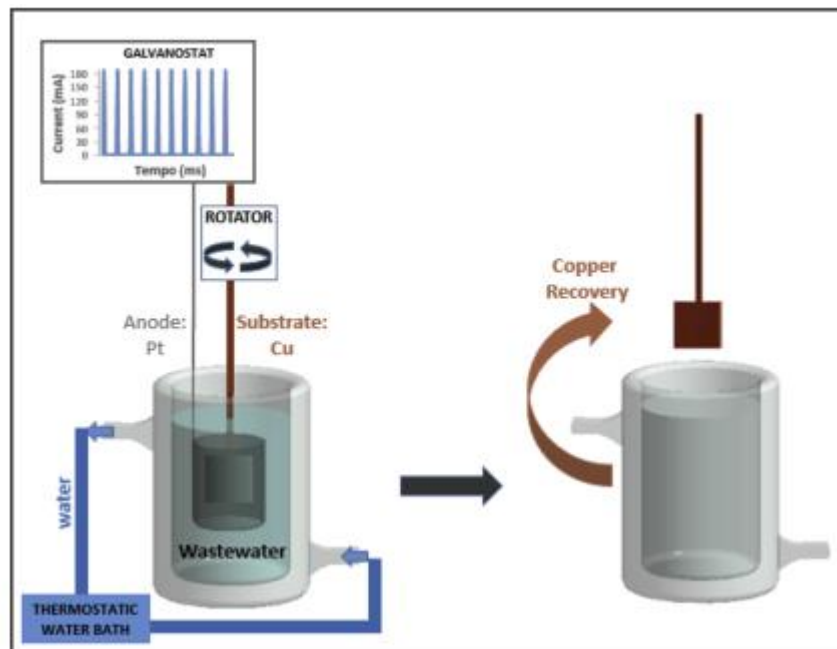 GALVANOSTAT
Current (mA)
180
150
120
90
60
30
0
Tempo (ms)
ROTATOR
Anode:
Pt
Substrate:
Cu
Wastewater
water
THERMOSTATIC
WATER BATH
Copper
Recovery